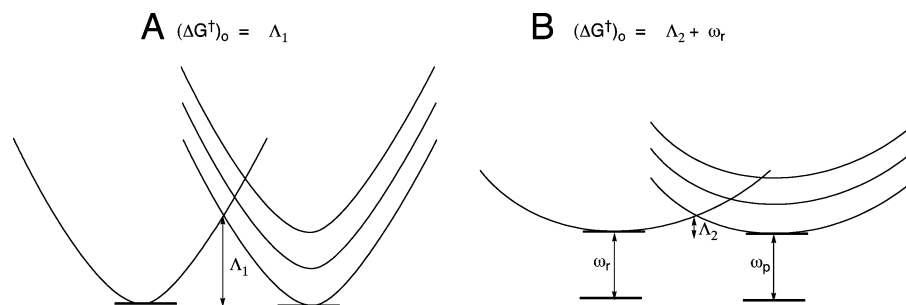 A (ΔG†)o = Λ1
B (ΔG†)o = Λ2 + ωr
Λ1
Λ2
ωr
ωp